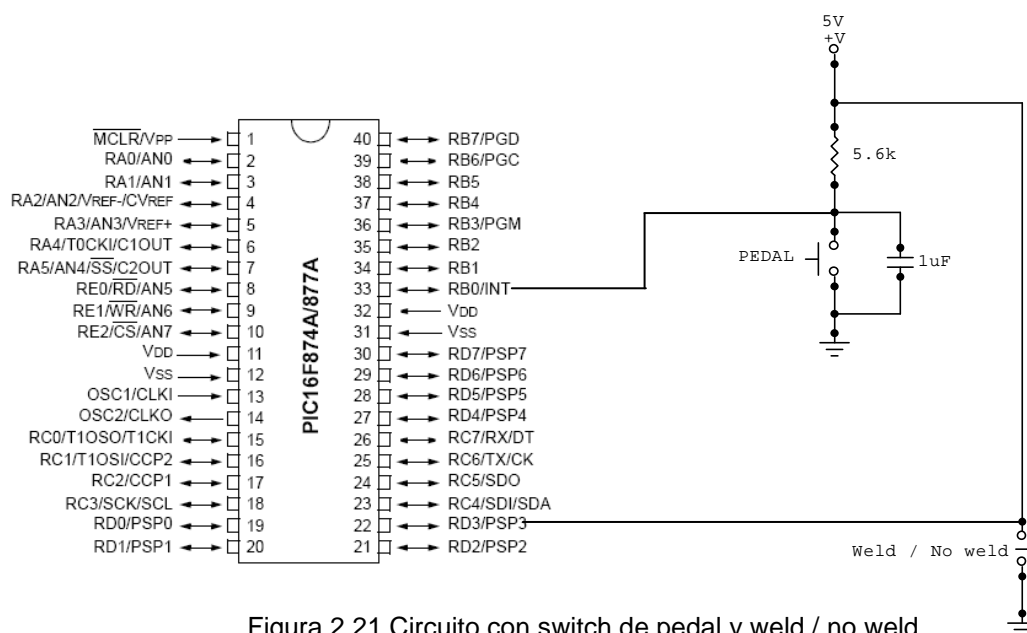 5V
+V
5.6k
PEDAL
1uF
MCLR/VPP 1 40 RB7/PGD
RA0/AN0 2 39 RB6/PGC
RA1/AN1 3 38 RB5
RA2/AN2/VREF-/CVREF 4 37 RB4
RA3/AN3/VREF+ 5 36 RB3/PGM
RA4/T0CKI/C1OUT 6 35 RB2
RA5/AN4/SS/C2OUT 7 34 RB1
RE0/RD/AN5 8 33 RB0/INT
RE1/WR/AN6 9 32 VDD
RE2/CS/AN7 10 31 VSS
VDD 11 30 RD7/PSP7
VSS 12 29 RD6/PSP6
OSC1/CLKI 13 28 RD5/PSP5
OSC2/CLKO 14 27 RD4/PSP4
RC0/T1OSO/T1CKI 15 26 RC7/RX/DT
RC1/T1OSI/CCP2 16 25 RC6/TX/CK
RC2/CCP1 17 24 RC5/SDO
RC3/SCK/SCL 18 23 RC4/SDI/SDA
RD0/PSP0 19 22 RD3/PSP3
RD1/PSP1 20 21 RD2/PSP2
PIC16F874A/877A
Weld / No weld
Figura 2.21 Circuito con switch de pedal y weld / no weld